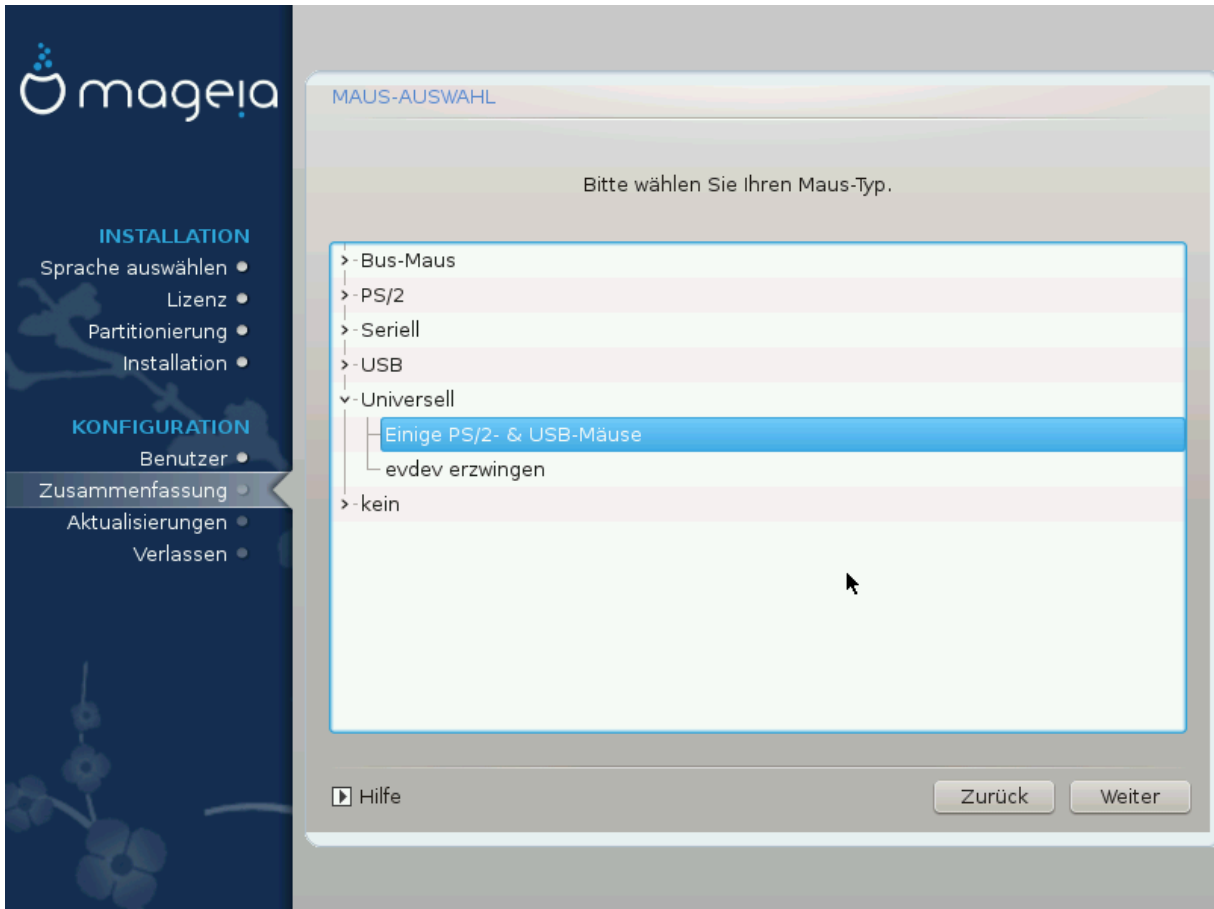 mageia
INSTALLATION
Sprache auswählen
Lizenz
Partitionierung
Installation
KONFIGURATION
Benutzer
Zusammenfassung
Aktualisierungen
Verlassen
MAUS-AUSWAHL
Bitte wählen Sie Ihren Maus-Typ.
Bus-Maus
PS/2
Seriell
USB
Universell
Einige PS/2- & USB-Mäuse
evdev erzwingen
kein
Hilfe
Zurück
Weiter